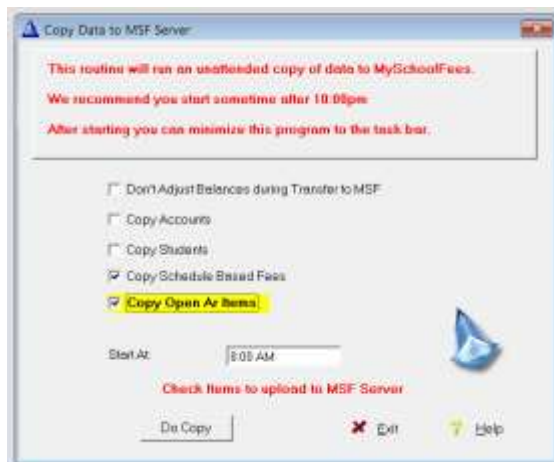 Copy Data to MSF Server
This routine will run an unattended copy of data to MySchoolFees.
We recommend you start sometime after 10:00pm
After starting you can minimize this program to the task bar.
Don't Adjust Balances during Transfer to MSF
Copy Accounts
Copy Students
Copy Schedule Based Fees
Copy Open Ar Items
Start At 8:00 AM
Check Items to upload to MSF Server
Do Copy Exit Help